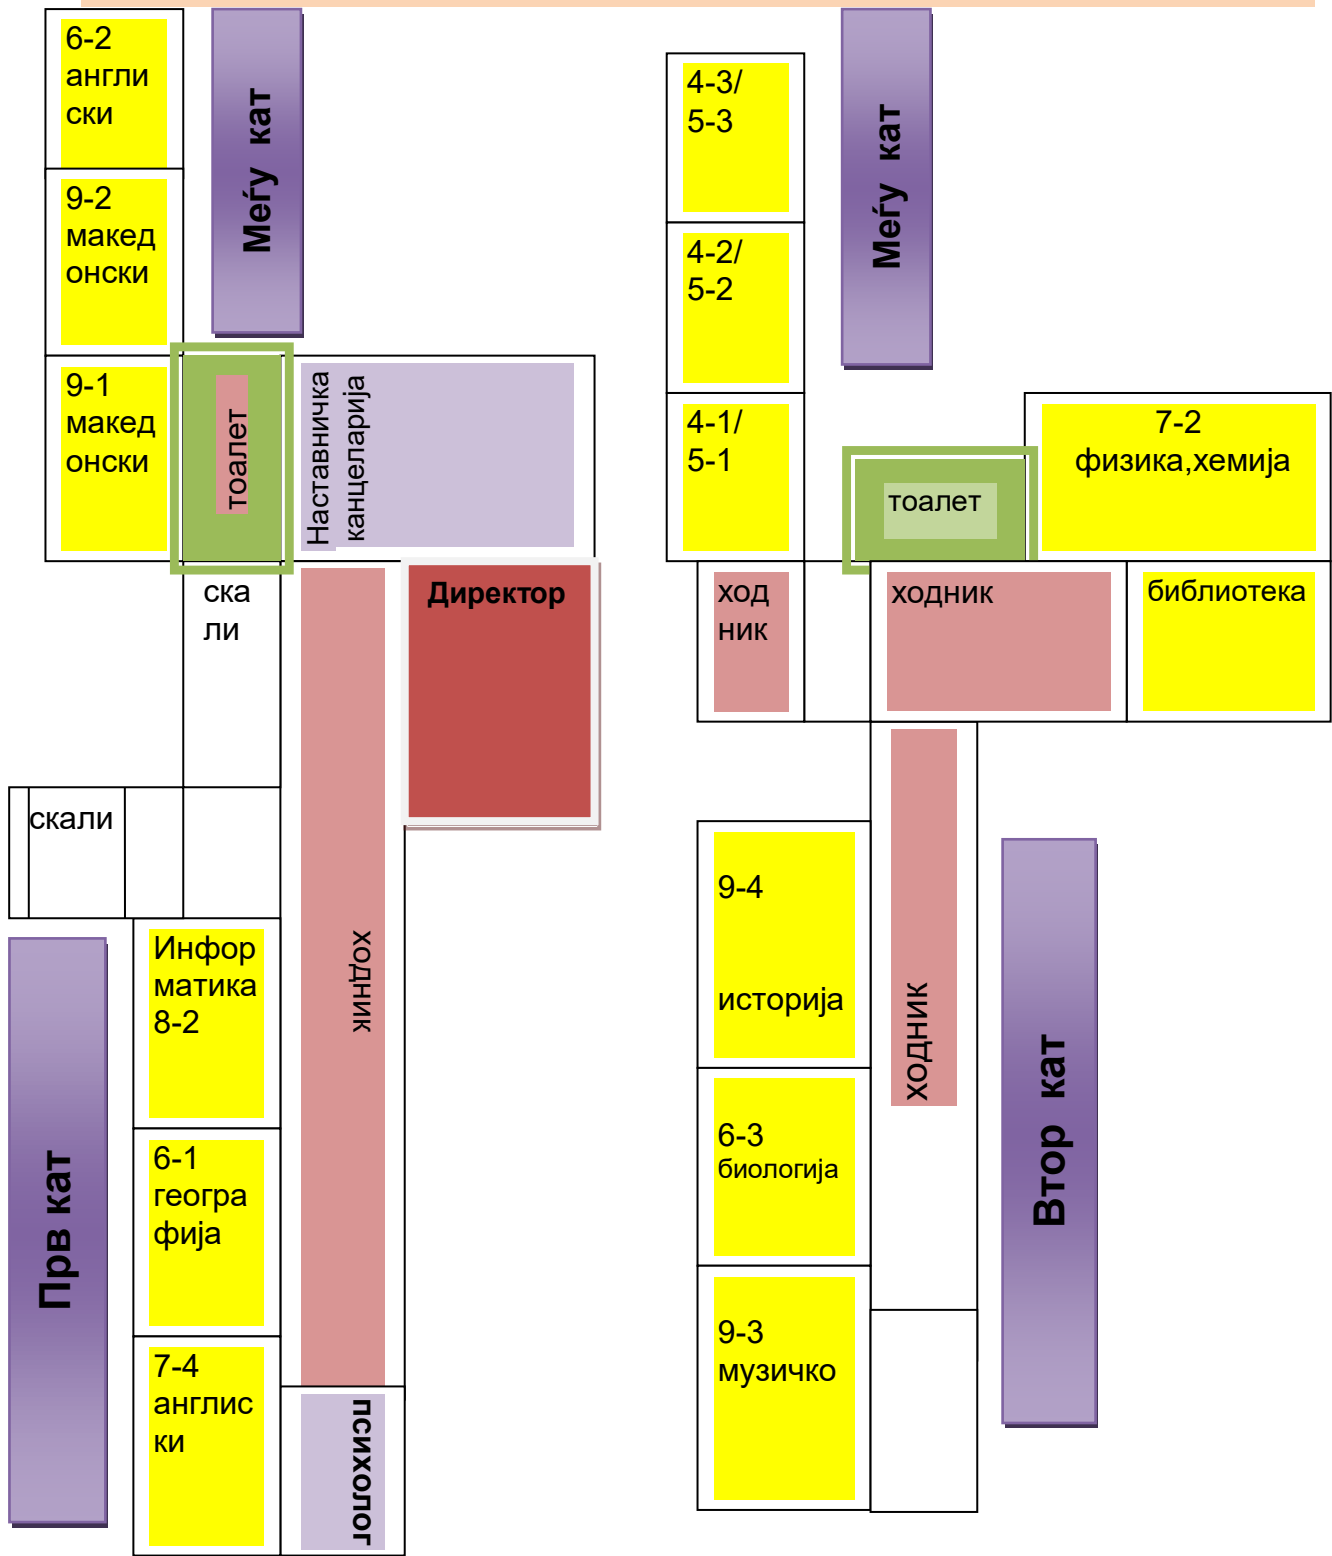 6-2
англи
ски
9-2
макед
онски
9-1
макед
онски
Меѓу кат
тоалет
Наставничка
канцеларија
ска
ли
Директор
скали
ходник
Инфор
матика
8-2
6-1
геогра
фија
7-4
англис
ки
психолог
Прв кат
4-3/
5-3
4-2/
5-2
4-1/
5-1
Меѓу кат
тоалет
7-2
физика,хемија
ход
ник
ходник
библиотека
9-4
историја
6-3
биологија
9-3
музичко
ходник
Втор кат